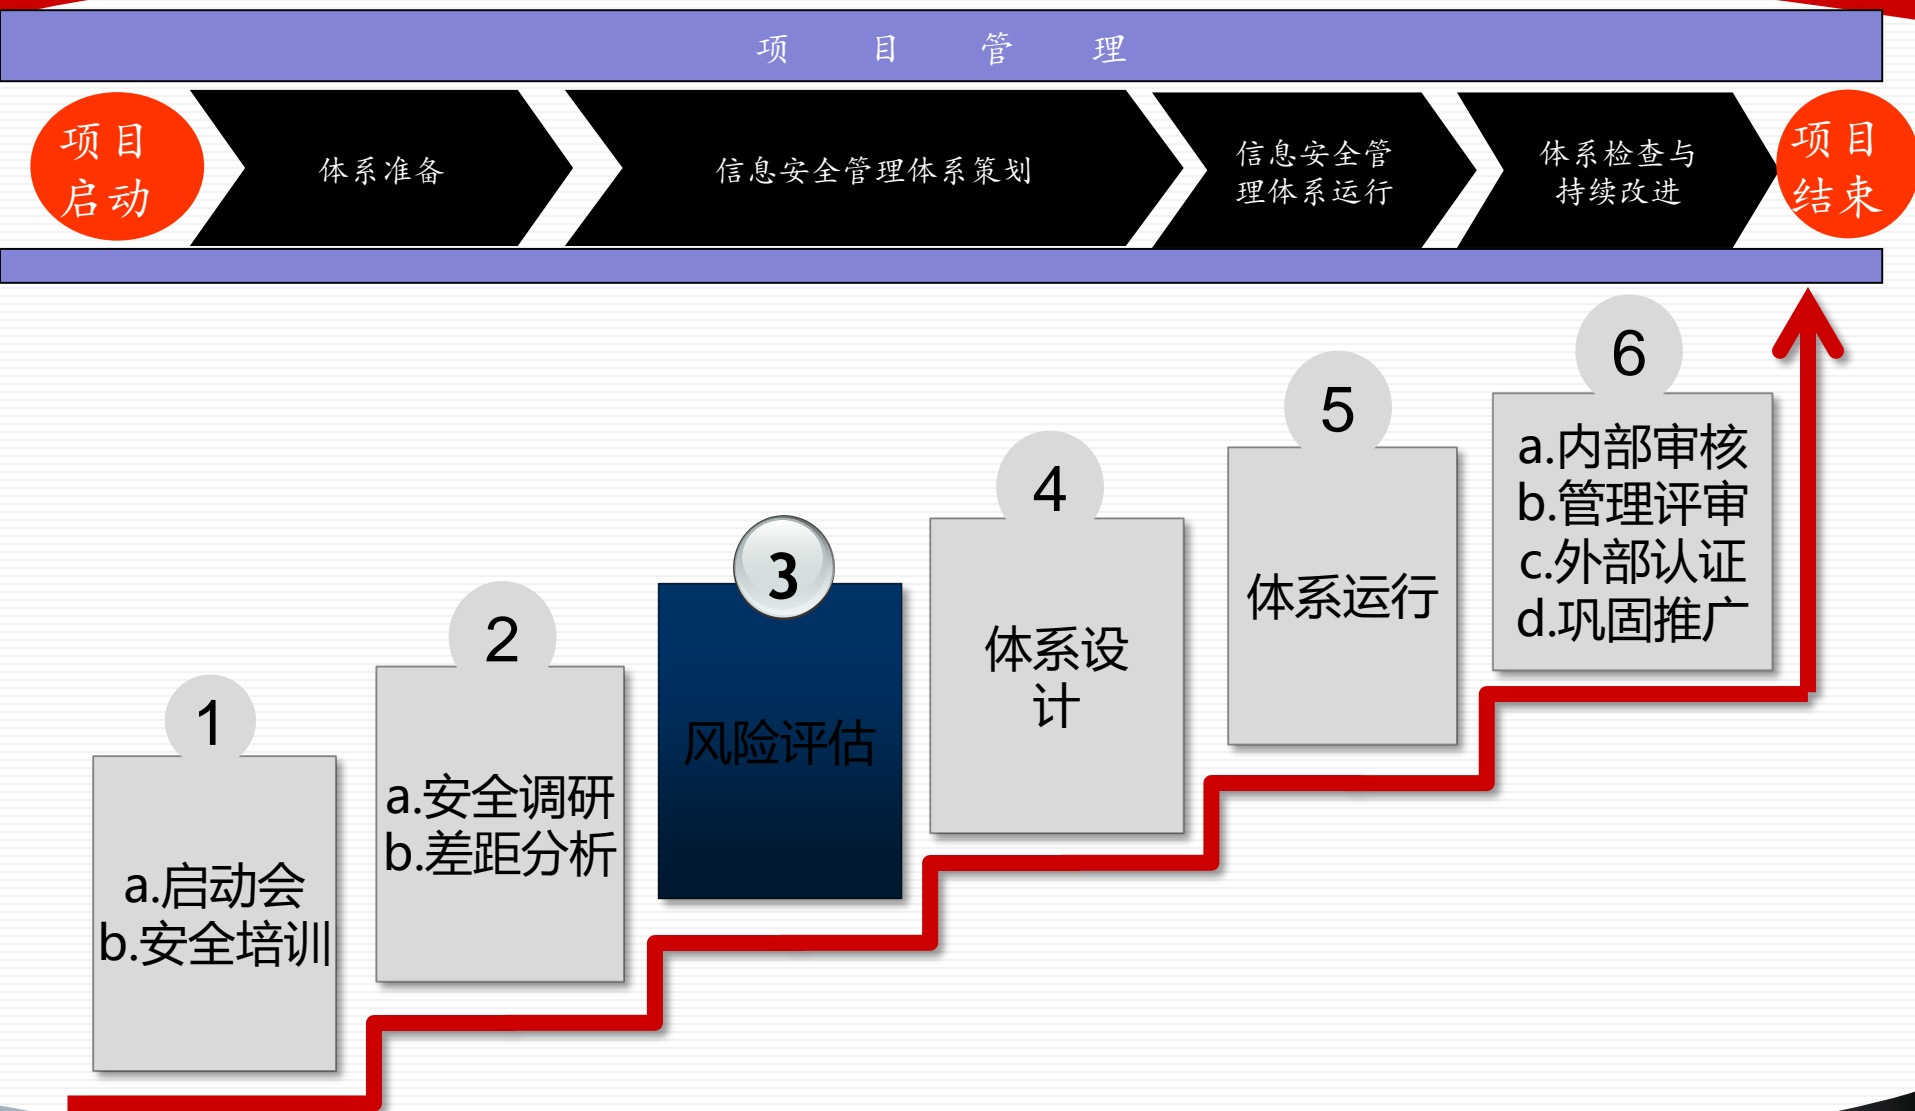 项 目 管 理
项目
启动
体系准备
信息安全管理体系策划
信息安全管
理体系运行
体系检查与
持续改进
项目
结束
1
a.启动会
b.安全培训
2
a.安全调研
b.差距分析
3
风险评估
4
体系设
计
5
体系运行
6
a.内部审核
b.管理评审
c.外部认证
d.巩固推广